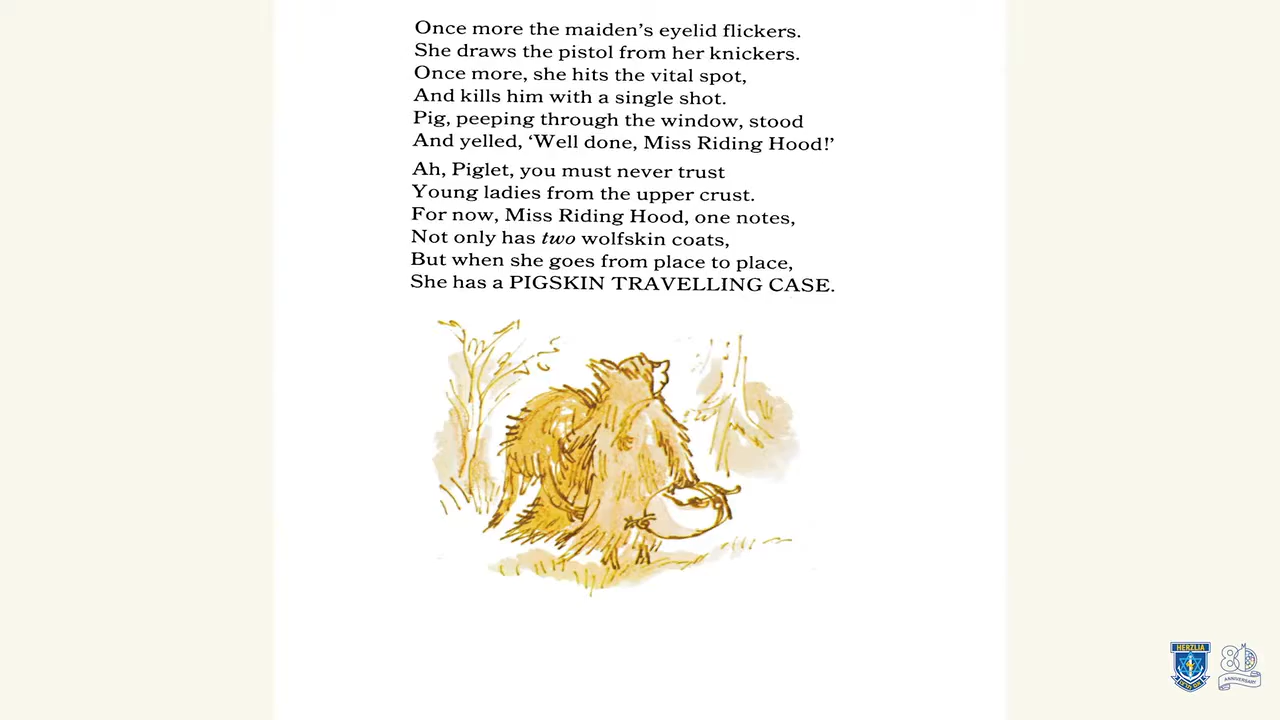 Once more the maiden's eyelid flickers.
She draws the pistol from her knickers.
Once more, she hits the vital spot,
And kills him with a single shot.
Pig, peeping through the window, stood
And yelled, ‘Well done, Miss Riding Hood!’
Ah, Piglet, you must never trust
Young ladies from the upper crust.
For now, Miss Riding Hood, one notes,
Not only has two wolfskin coats,
But when she goes from place to place,
She has a PIGSKIN TRAVELLING CASE.
HERZLIA
80
ANNIVERSARY